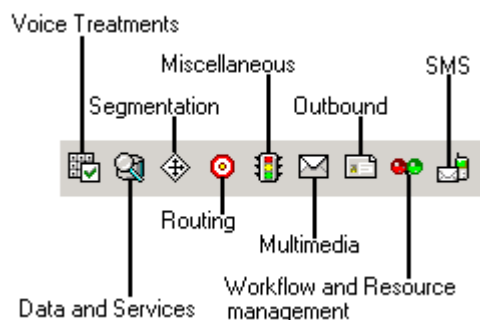 Voice Treatments
Miscellaneous
SMS
Segmentation
Outbound
Routing
Multimedia
Data and Services
Workflow and Resource
management